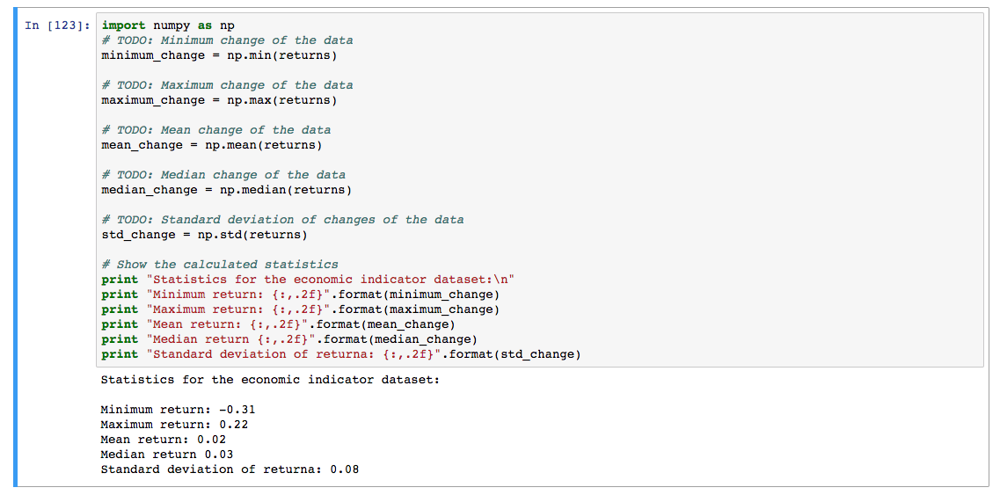 In [123]: import numpy as np
# TODO: Minimum change of the data
minimum_change = np.min(returns)
# TODO: Maximum change of the data
maximum_change = np.max(returns)
# TODO: Mean change of the data
mean_change = np.mean(returns)
# TODO: Median change of the data
median_change = np.median(returns)
# TODO: Standard deviation of changes of the data
std_change = np.std(returns)
# Show the calculated statistics
print "Statistics for the economic indicator dataset:\n"
print "Minimum return: {:,.2f}".format(minimum_change)
print "Maximum return: {:,.2f}".format(maximum_change)
print "Mean return: {:,.2f}".format(mean_change)
print "Median return {:,.2f}".format(median_change)
print "Standard deviation of returna: {:,.2f}".format(std_change)
Statistics for the economic indicator dataset:
Minimum return: -0.31
Maximum return: 0.22
Mean return: 0.02
Median return 0.03
Standard deviation of returna: 0.08